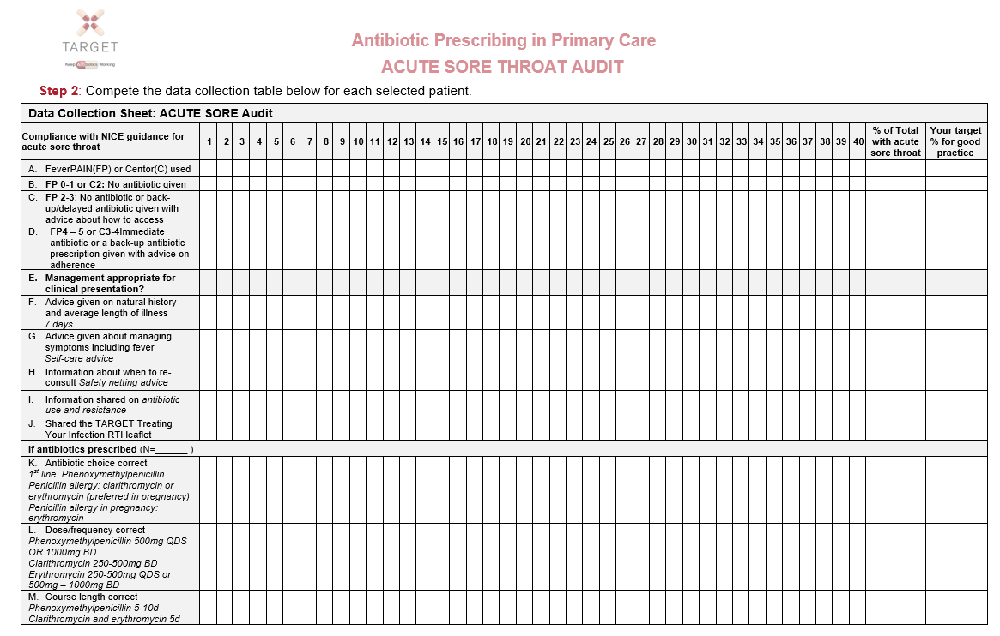 TARGET
Keep Antibiotics Working
Antibiotic Prescribing in Primary Care
ACUTE SORE THROAT AUDIT
Step 2: Compete the data collection table below for each selected patient.
Data Collection Sheet: ACUTE SORE Audit
Compliance with NICE guidance for
acute sore throat
1 2 3 4 5 6 7 8 9 10 11 12 13 14 15 16 17 18 19 20 21 22 23 24 25 26 27 28 29 30 31 32 33 34 35 36 37 38 39 40
% of Total
with acute
sore throat
Your target
% for good
practice
A. FeverPAIN(FP) or Centor(C) used
B. FP 0-1 or C2: No antibiotic given
C. FP 2-3: No antibiotic or back-
up/delayed antibiotic given with
advice about how to access
D. FP4 – 5 or C3-4Immediate
antibiotic or a back-up antibiotic
prescription given with advice on
adherence
E. Management appropriate for
clinical presentation?
F. Advice given on natural history
and average length of illness
7 days
G. Advice given about managing
symptoms including fever
Self-care advice
H. Information about when to re-
consult Safety netting advice
I. Information shared on antibiotic
use and resistance
J. Shared the TARGET Treating
Your Infection RTI leaflet
If antibiotics prescribed (N=______ )
K. Antibiotic choice correct
1st line: Phenoxymethylpenicillin
Penicillin allergy: clarithromycin or
erythromycin (preferred in pregnancy)
Penicillin allergy in pregnancy:
erythromycin
L. Dose/frequency correct
Phenoxymethylpenicillin 500mg QDS
OR 1000mg BD
Clarithromycin 250-500mg BD
Erythromycin 250-500mg QDS or
500mg – 1000mg BD
M. Course length correct
Phenoxymethylpenicillin 5-10d
Clarithromycin and erythromycin 5d